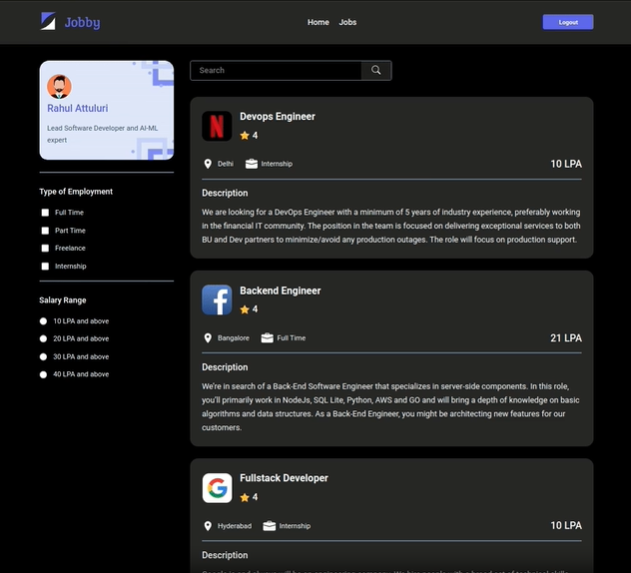 Jobby
Home Jobs
Logout
Rahul Attuluri
Lead Software Developer and AI-ML
expert
Type of Employment
Full Time
Part Time
Freelance
Internship
Salary Range
10 LPA and above
20 LPA and above
30 LPA and above
40 LPA and above
Search
Devops Engineer
4
Delhi Internship 10 LPA
Description
We are looking for a DevOps Engineer with a minimum of 5 years of industry experience, preferably working
in the financial IT community. The position in the team is focused on delivering exceptional services to both
BU and Dev partners to minimize/avoid any production outages. The role will focus on production support.
Backend Engineer
4
Bangalore Full Time 21 LPA
Description
We're in search of a Back-End Software Engineer that specializes in server-side components. In this role,
you'll primarily work in NodeJs, SQL Lite, Python, AWS and GO and will bring a depth of knowledge on basic
algorithms and data structures. As a Back-End Engineer, you might be architecting new features for our
customers.
Fullstack Developer
4
Hyderabad Internship 10 LPA
Description